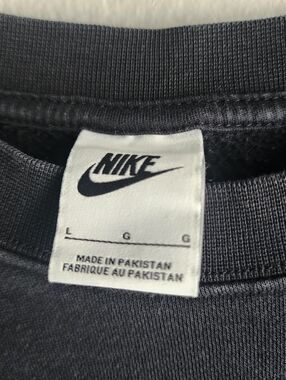 NIKE
L G G
MADE IN PAKISTAN
FABRIQUE AU PAKISTAN